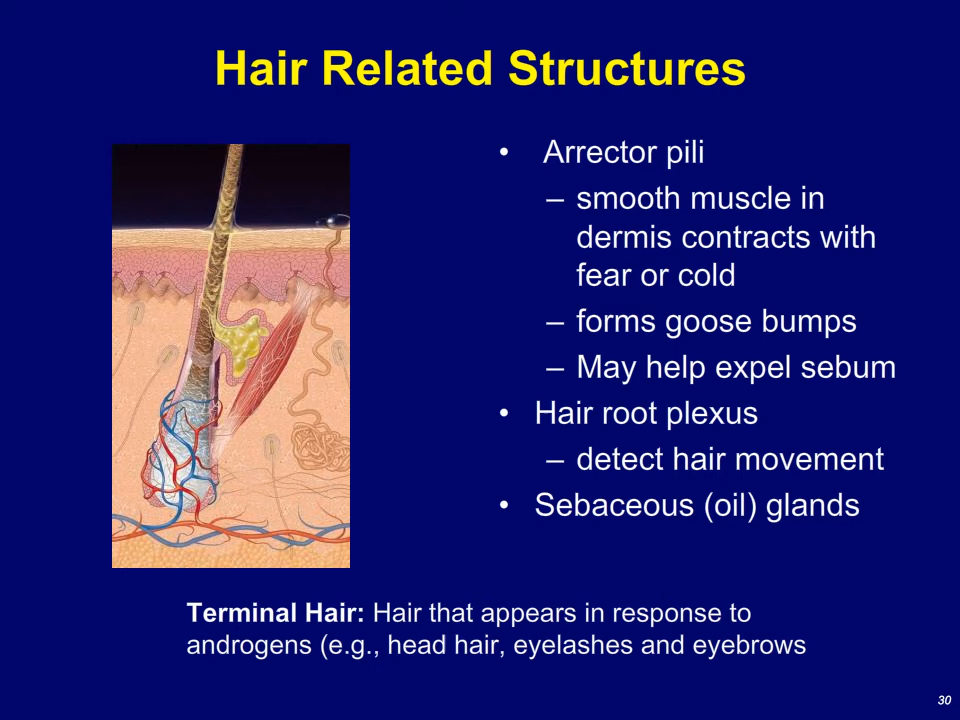 Hair Related Structures
• Arrector pili
– smooth muscle in
dermis contracts with
fear or cold
– forms goose bumps
– May help expel sebum
• Hair root plexus
– detect hair movement
• Sebaceous (oil) glands
Terminal Hair: Hair that appears in response to
androgens (e.g., head hair, eyelashes and eyebrows
30